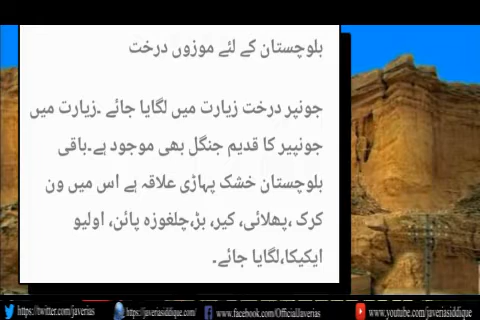 بلوچستان کے لئے موزوں درخت
جونپر درخت زیارت میں لگایا جائے ۔زیارت میں
جونپیر کا قدیم جنگل بھی موجود ہے۔باقی
بلوچستان خشک پہاڑی علاقہ ہے اس میں ون
کرک ،پھلائی، کیر، بڑ،چلغوزہ پائن، اولیو
ایکیکا،لگایا جائے۔
https://twitter.com/javerias https://javeriasiddique.com www.facebook.com/OfficialJaverias www.youtube.com/javeriasiddique